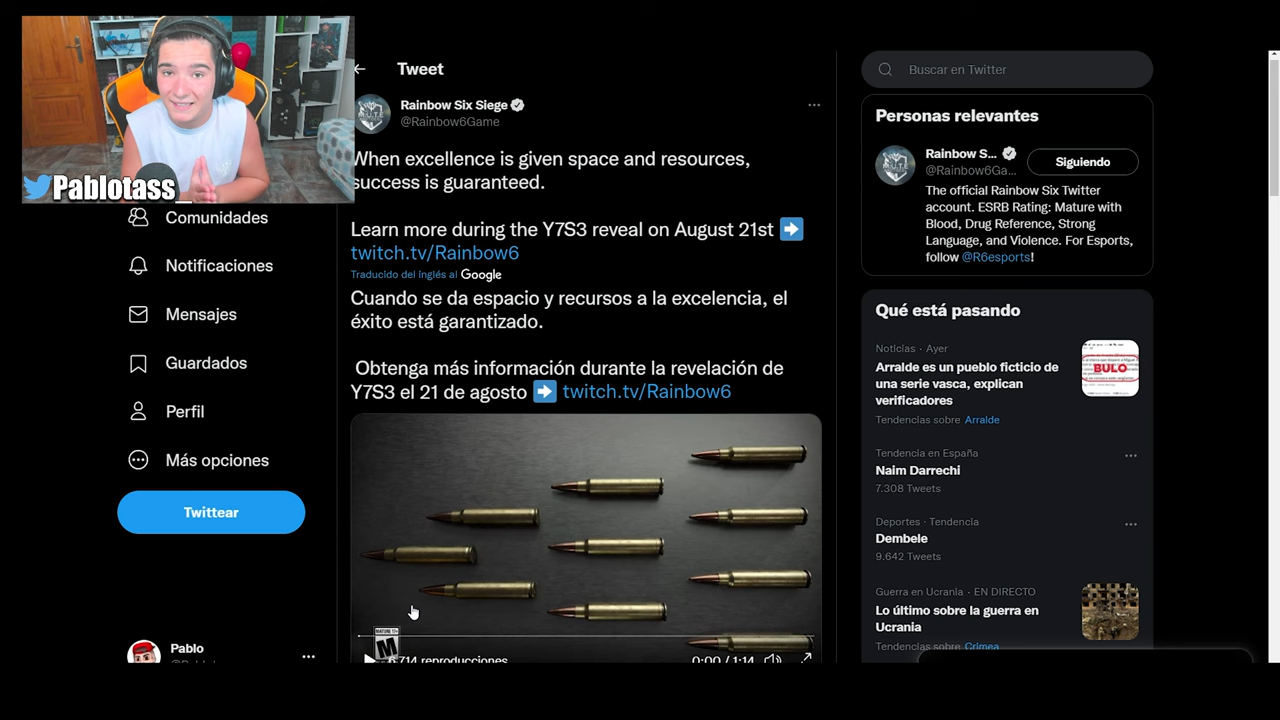 Pablotass_
Comunidades
Notificaciones
Mensajes
Guardados
Perfil
Más opciones
Twittear
Pablo
Tweet
Rainbow Six Siege
@Rainbow6Game
When excellence is given space and resources,
success is guaranteed.
Learn more during the Y7S3 reveal on August 21st ➡
twitch.tv/Rainbow6
Traducido del inglés al Google
Cuando se da espacio y recursos a la excelencia, el
éxito está garantizado.
Obtenga más información durante la revelación de
Y7S3 el 21 de agosto ➡ twitch.tv/Rainbow6
MATURE 17+
M
6.714 reproducciones
0:00 / 1:14
Buscar en Twitter
Personas relevantes
Rainbow S...
@Rainbow6Ga...
Siguiendo
The official Rainbow Six Twitter
account. ESRB Rating: Mature with
Blood, Drug Reference, Strong
Language, and Violence. For Esports,
follow @R6esports!
Qué está pasando
Noticias · Ayer
Arralde es un pueblo ficticio de
una serie vasca, explican
verificadores
BULO
Tendencias sobre Arralde
Tendencia en España
Naim Darrechi
7.308 Tweets
Deportes · Tendencia
Dembele
9.642 Tweets
Guerra en Ucrania · EN DIRECTO
Lo último sobre la guerra en
Ucrania
Tendencias sobre Crimea